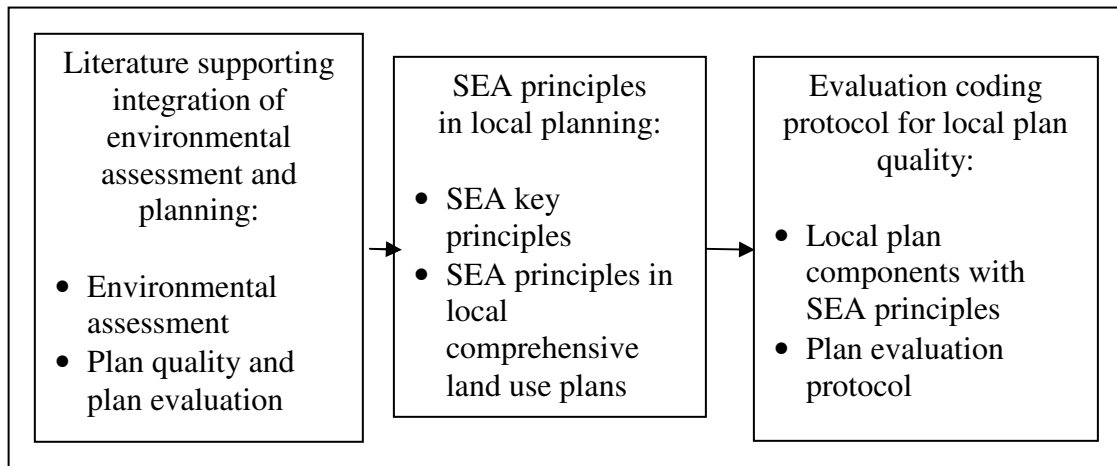 Literature supporting
integration of
environmental
assessment and
planning:
• Environmental
assessment
• Plan quality and
plan evaluation
SEA principles
in local planning:
• SEA key
principles
• SEA principles in
local
comprehensive
land use plans
Evaluation coding
protocol for local plan
quality:
• Local plan
components with
SEA principles
• Plan evaluation
protocol